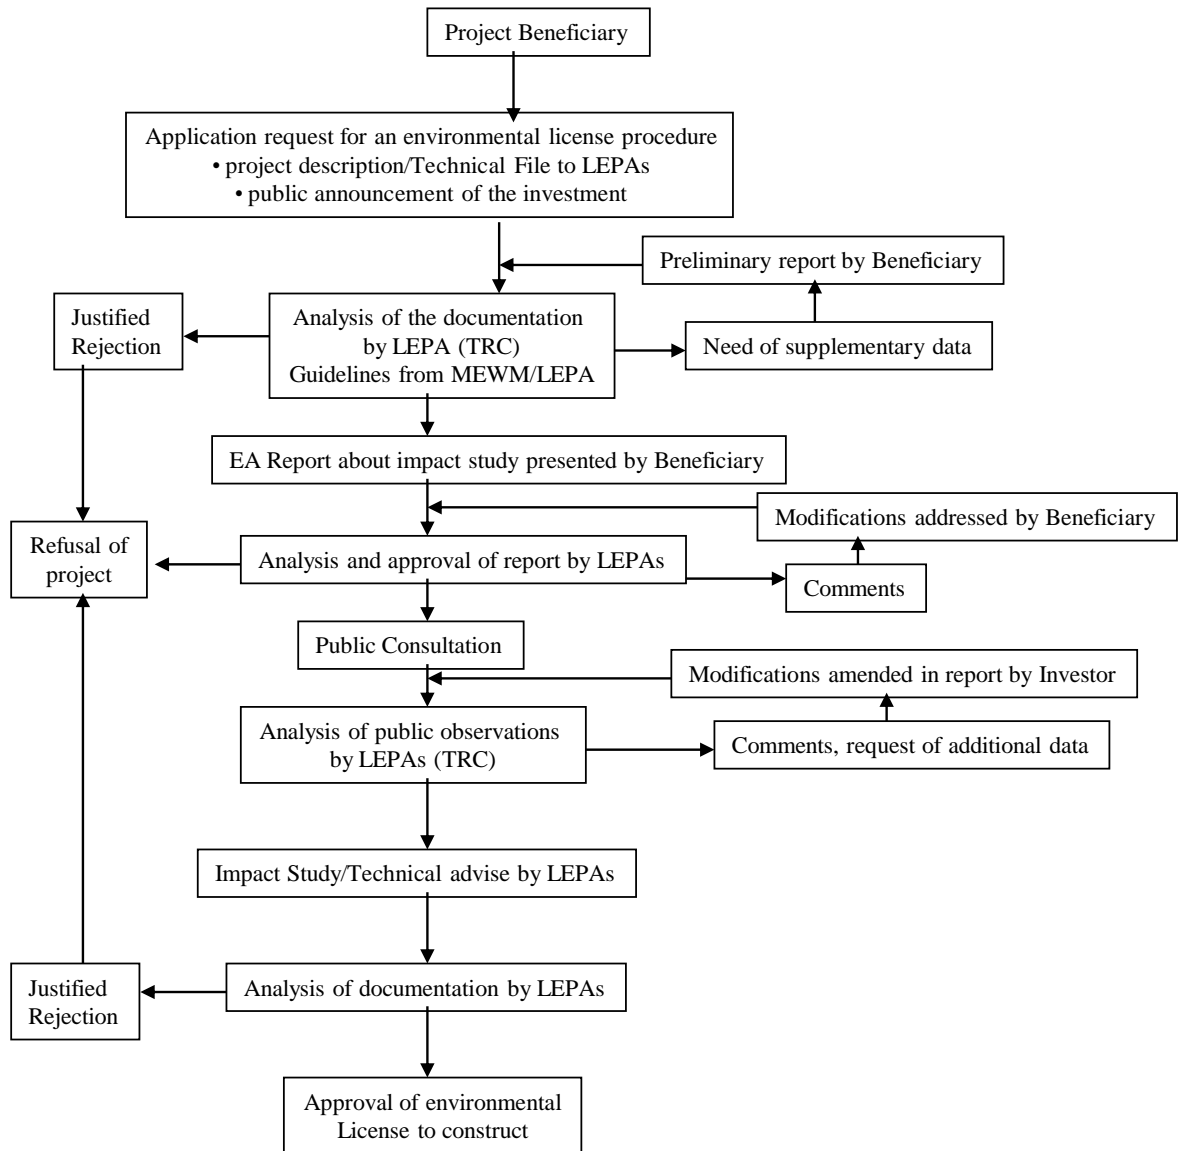 Project Beneficiary
Application request for an environmental license procedure
• project description/Technical File to LEPAs
• public announcement of the investment
Preliminary report by Beneficiary
Justified
Rejection
Analysis of the documentation
by LEPA (TRC)
Guidelines from MEWM/LEPA
Need of supplementary data
EA Report about impact study presented by Beneficiary
Modifications addressed by Beneficiary
Refusal of
project
Analysis and approval of report by LEPAs
Comments
Public Consultation
Modifications amended in report by Investor
Analysis of public observations
by LEPAs (TRC)
Comments, request of additional data
Impact Study/Technical advise by LEPAs
Justified
Rejection
Analysis of documentation by LEPAs
Approval of environmental
License to construct